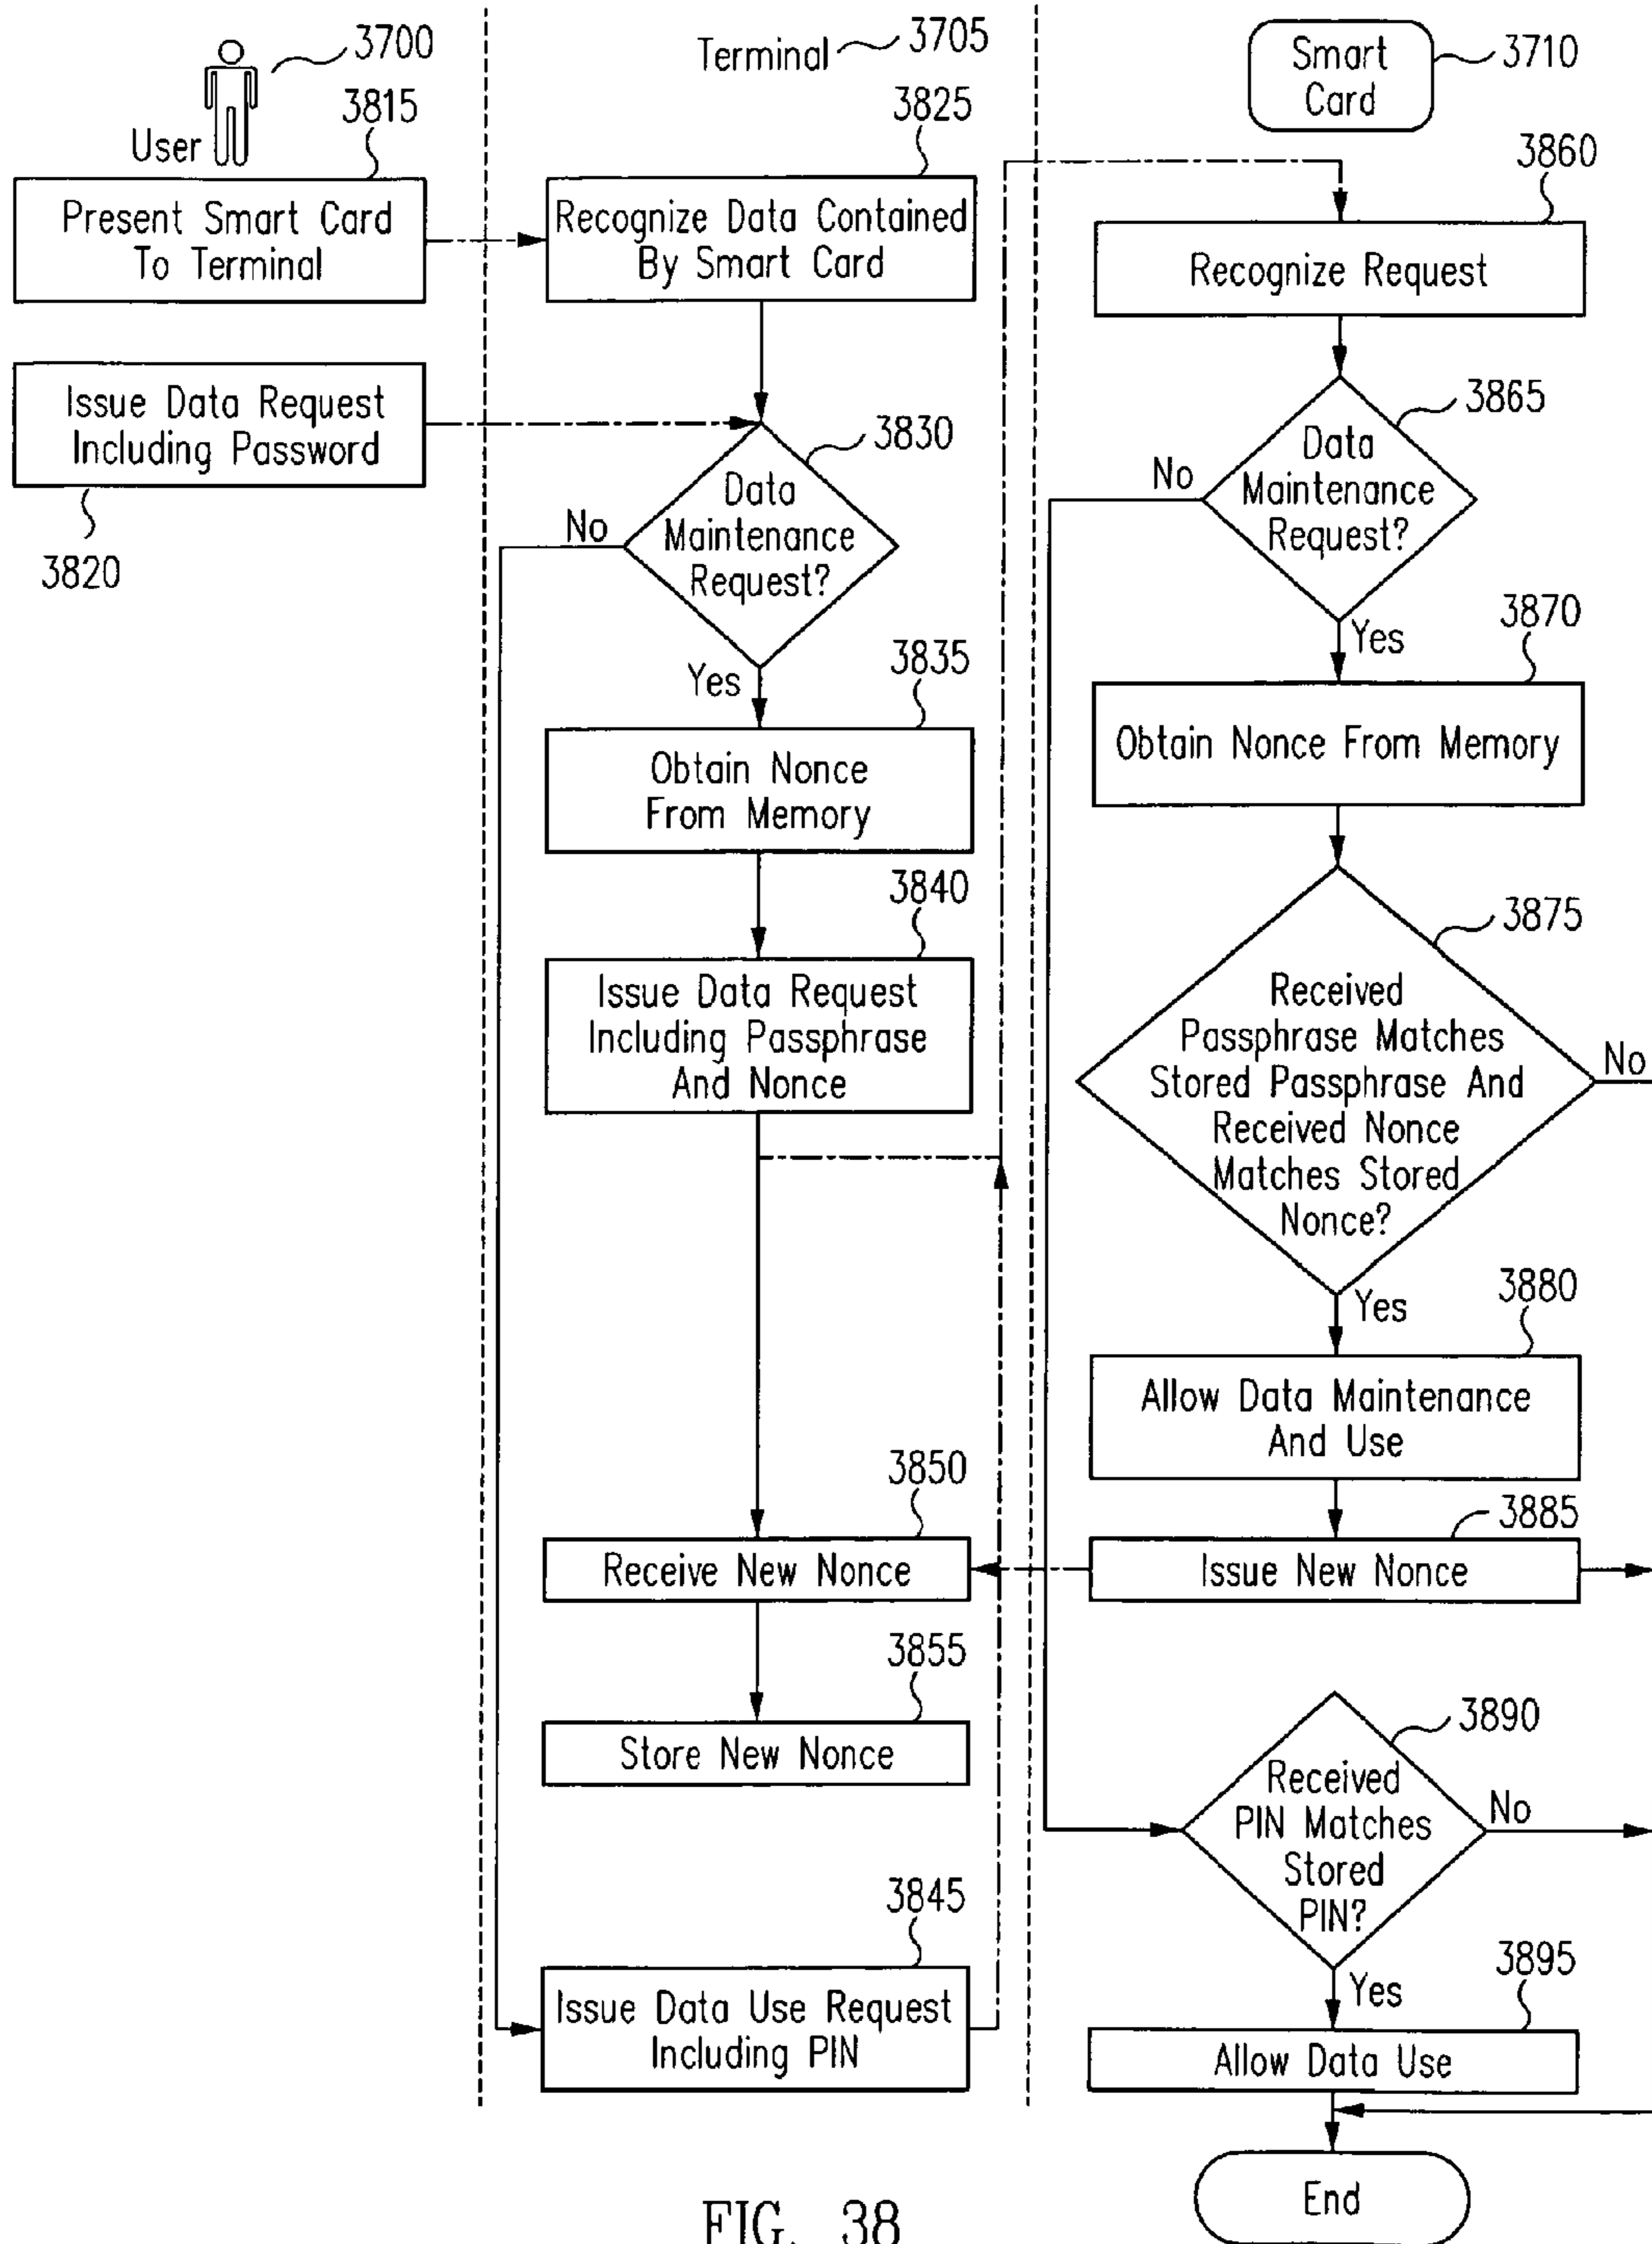 3700
User
3815
Present Smart Card
To Terminal
Issue Data Request
Including Password
3820
Terminal
3705
3825
Recognize Data Contained
By Smart Card
3830
Data
Maintenance
Request?
No
Yes
3835
Obtain Nonce
From Memory
3840
Issue Data Request
Including Passphrase
And Nonce
3850
Receive New Nonce
3855
Store New Nonce
3845
Issue Data Use Request
Including PIN
Smart
Card
3710
3860
Recognize Request
3865
Data
Maintenance
Request?
No
Yes
3870
Obtain Nonce From Memory
3875
Received
Passphrase Matches
Stored Passphrase And
Received Nonce
Matches Stored
Nonce?
No
Yes
3880
Allow Data Maintenance
And Use
3885
Issue New Nonce
3890
Received
PIN Matches
Stored
PIN?
No
Yes
3895
Allow Data Use
End
FIG. 38